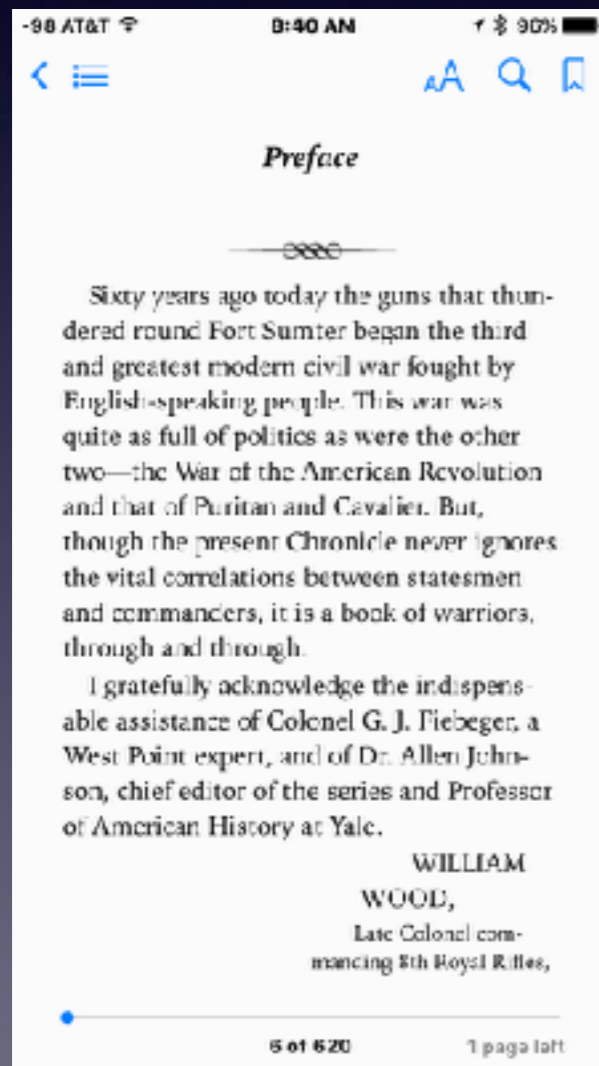 -98 AT&T 8:40 AM 90%
AA
Preface
Sixty years ago today the guns that thun-
dered round Fort Sumter began the third
and greatest modern civil war fought by
English-speaking people. This war was
quite as full of politics as were the other
two—the War of the American Revolution
and that of Puritan and Cavalier. But,
though the present Chronicle never ignores
the vital correlations between statesmen
and commanders, it is a book of warriors,
through and through.
I gratefully acknowledge the indispens-
able assistance of Colonel G. J. Fiebeger, a
West Point expert, and of Dr. Allen John-
son, chief editor of the series and Professor
of American History at Yale.
WILLIAM
WOOD,
Late Colonel com-
manding 8th Royal Rifles,
6 of 620 1 page left